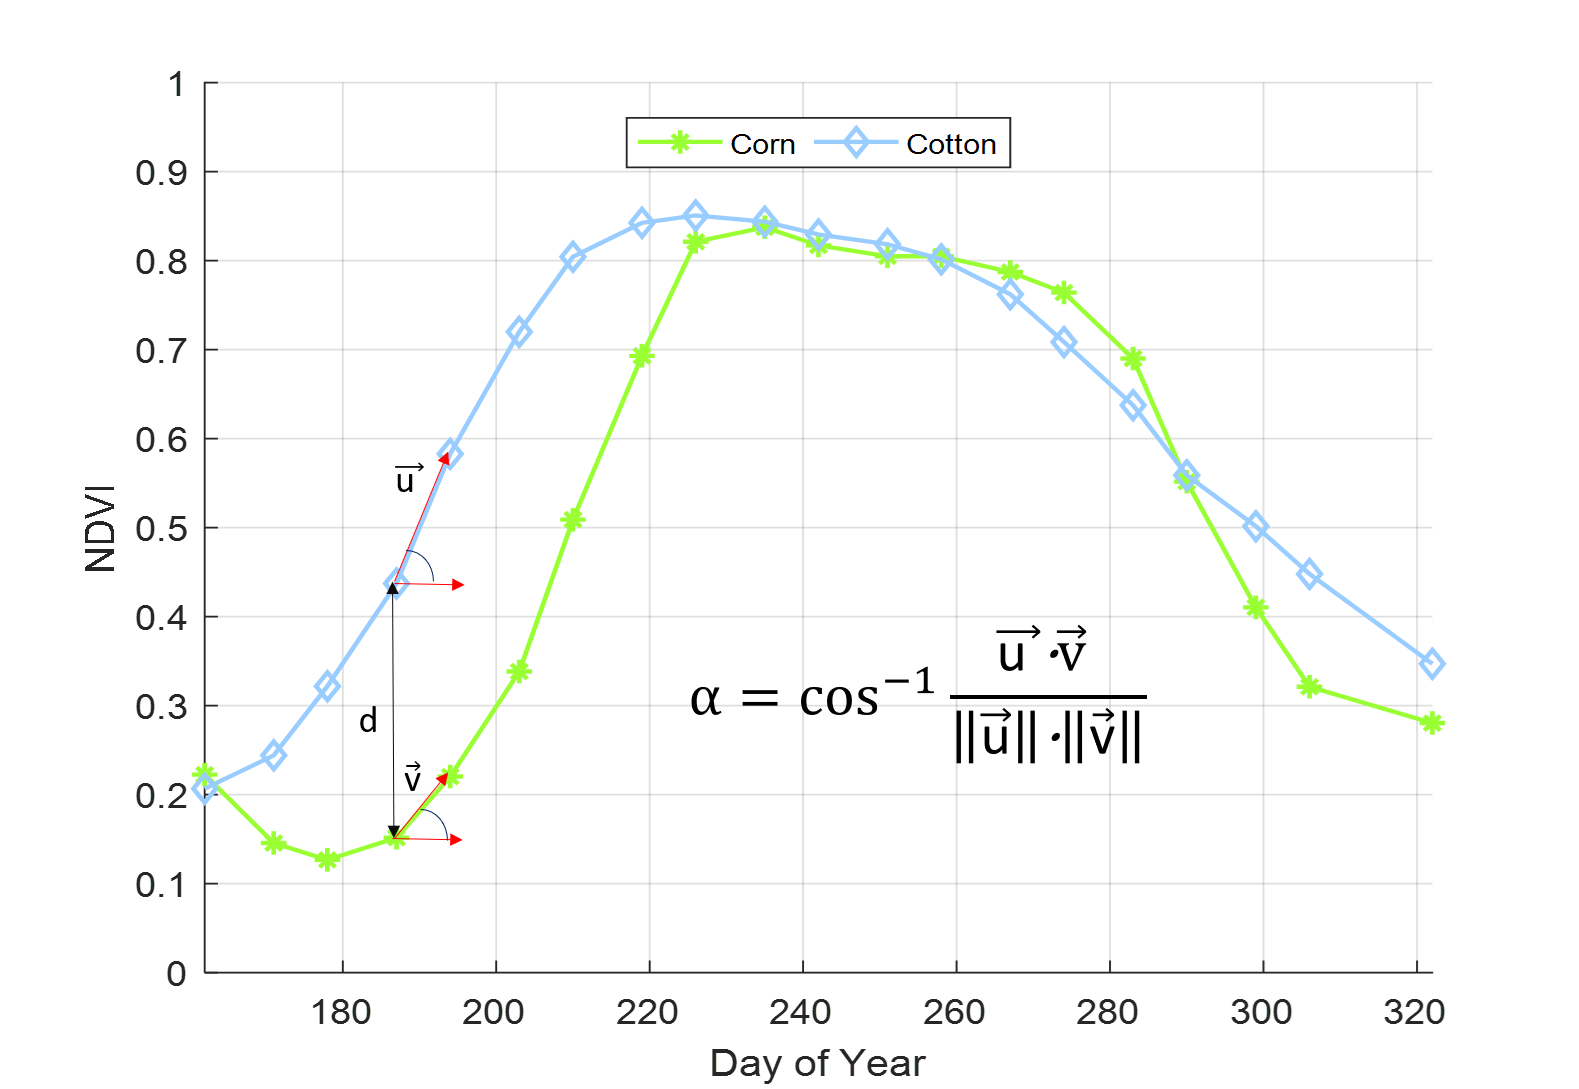 1
Corn Cotton
0.9
0.8
0.7
0.6
u
0.5
NDVI
0.4
α = cos⁻¹ u⃗ · v⃗ / ||u⃗|| · ||v⃗||
0.3
d
v
0.2
0.1
0
180 200 220 240 260 280 300 320
Day of Year